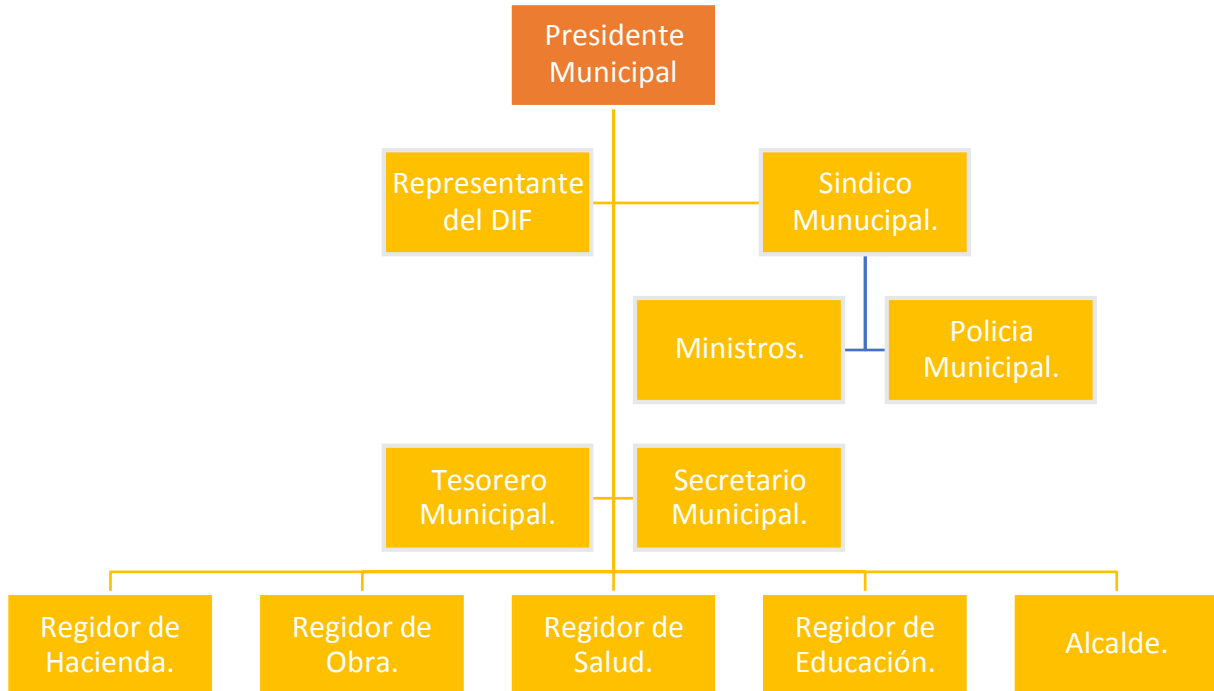 Presidente
Municipal
Representante
del DIF
Sindico
Munucipal.
Ministros.
Policia
Municipal.
Tesorero
Municipal.
Secretario
Municipal.
Regidor de
Hacienda.
Regidor de
Obra.
Regidor de
Salud.
Regidor de
Educación.
Alcalde.